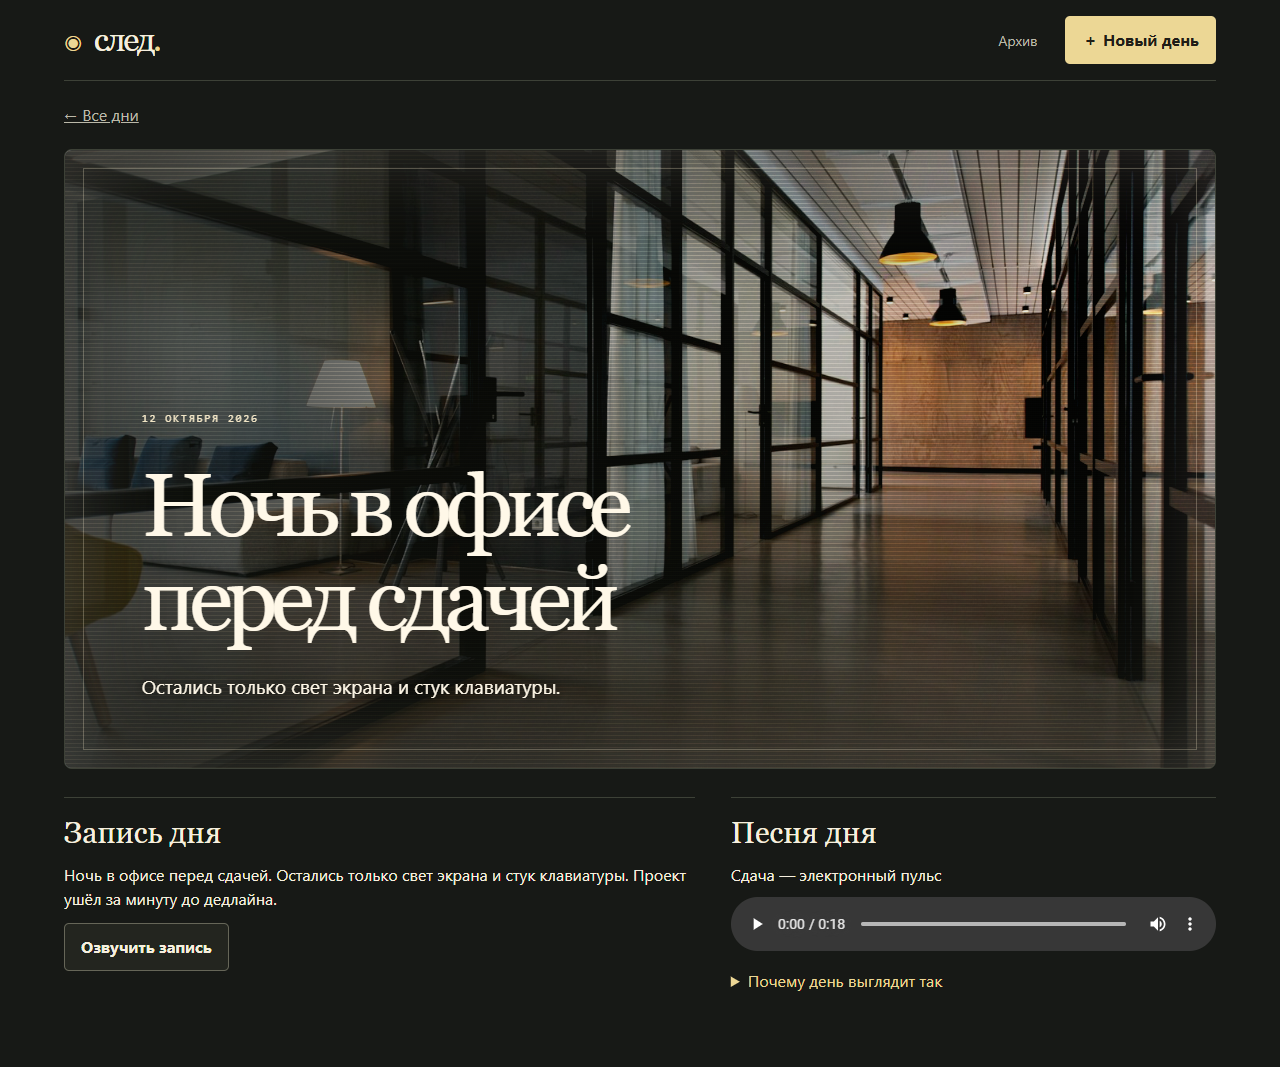 ◉ след.
Архив
+ Новый день
← Все дни
12 ОКТЯБРЯ 2026
Ночь в офисе
перед сдачей
Остались только свет экрана и стук клавиатуры.
Запись дня
Ночь в офисе перед сдачей. Остались только свет экрана и стук клавиатуры. Проект
ушёл за минуту до дедлайна.
Озвучить запись
Песня дня
Сдача — электронный пульс
0:00 / 0:18
Почему день выглядит так